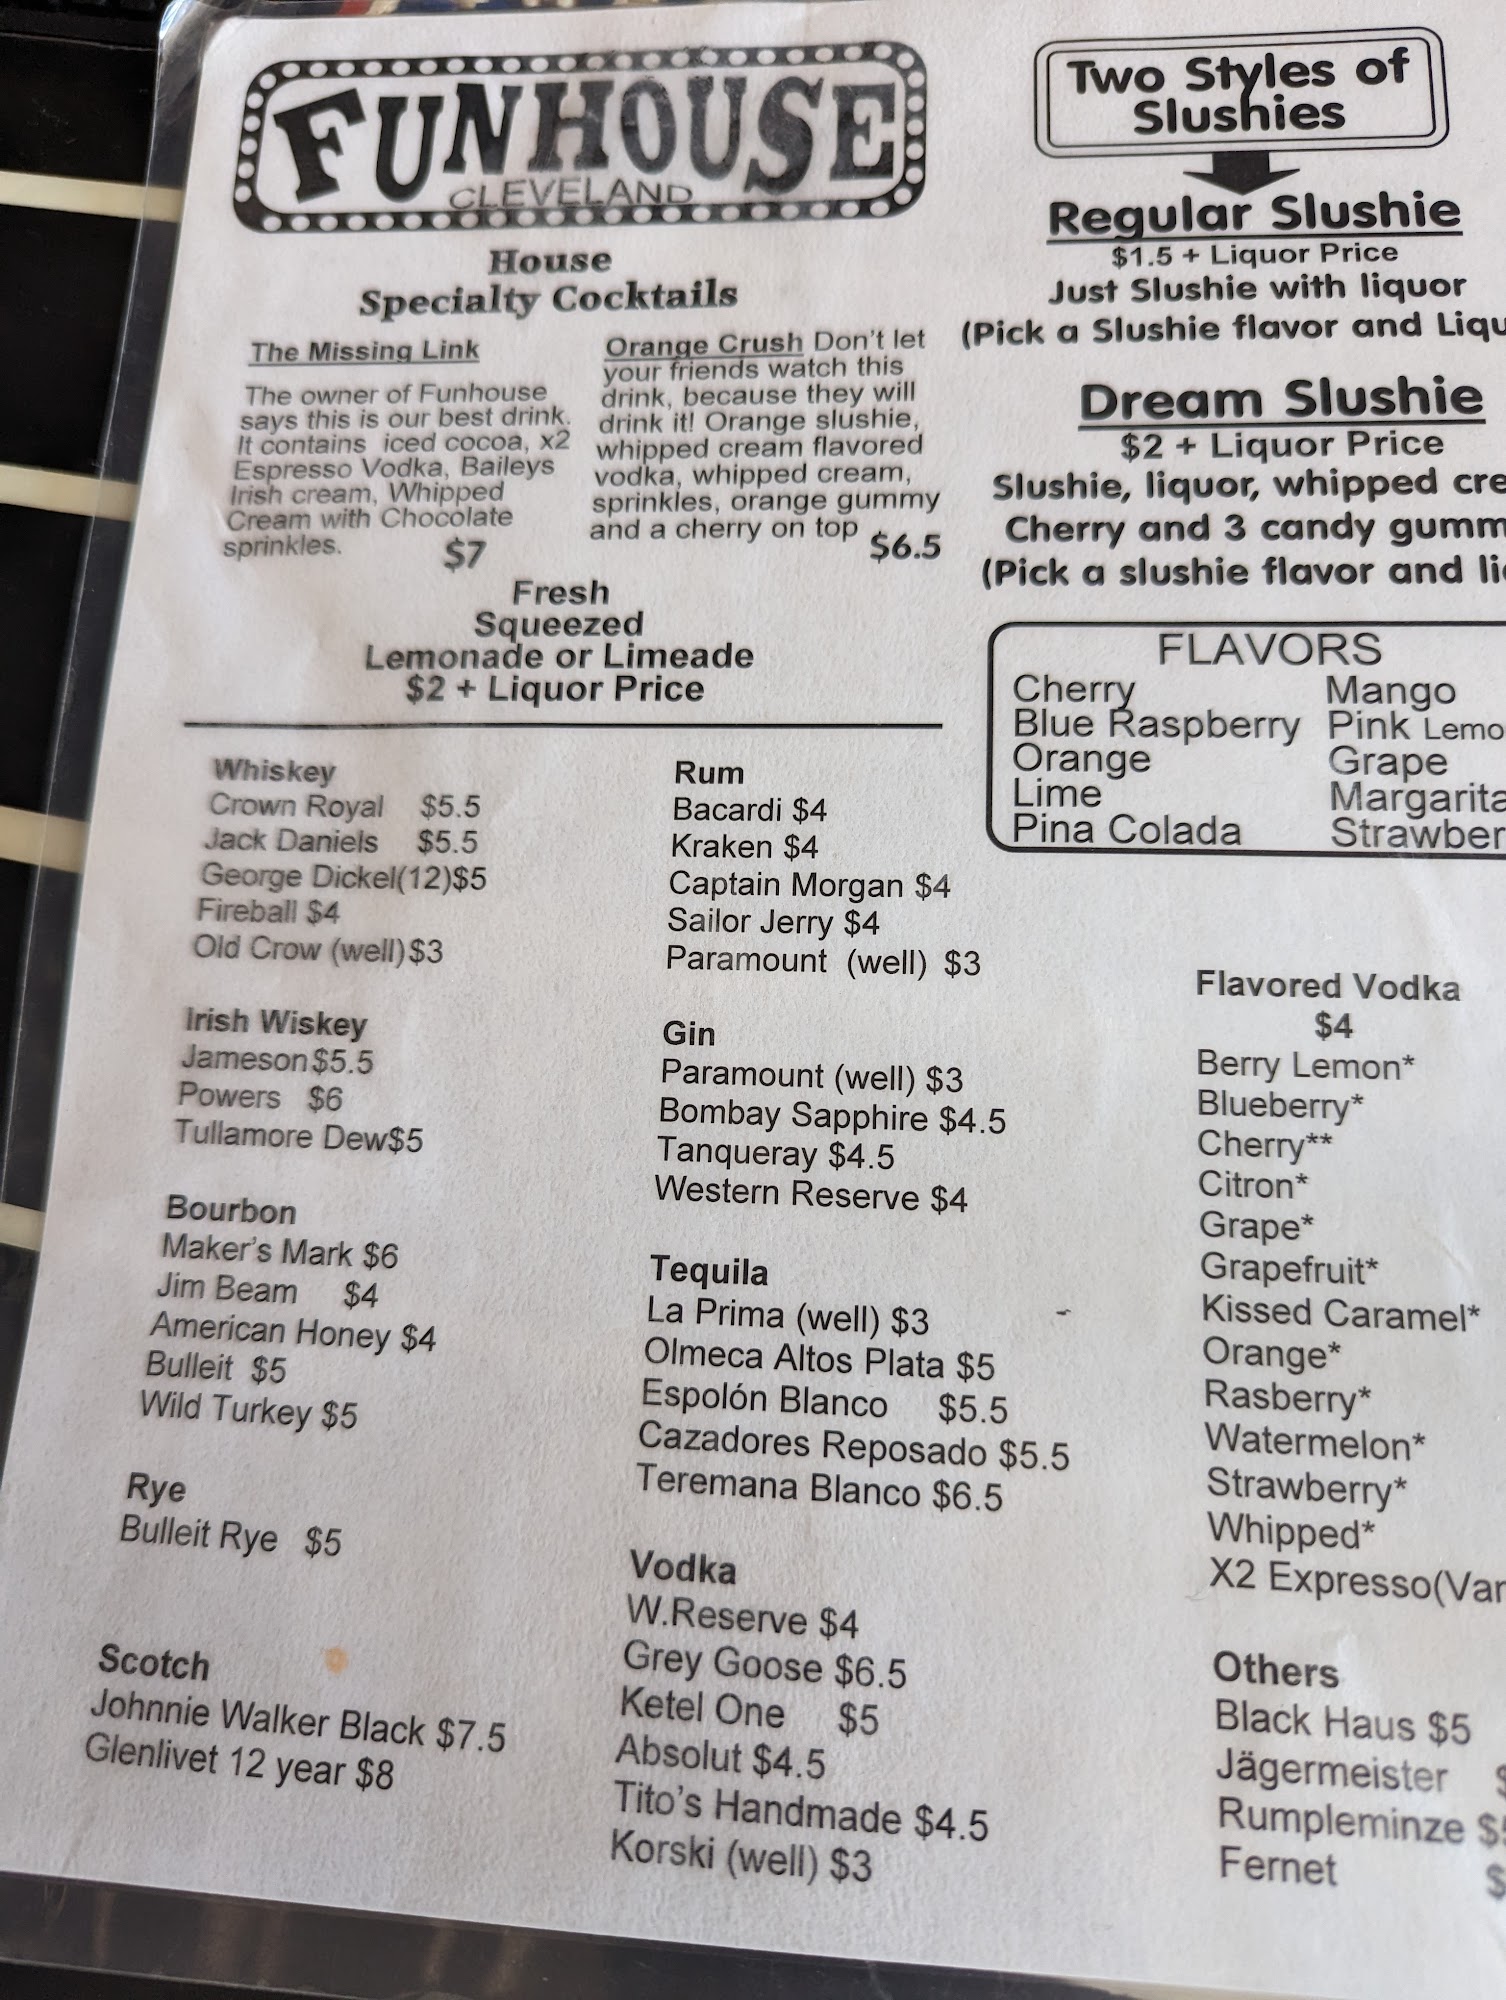 FUNHOUSE
CLEVELAND
House
Specialty Cocktails
The Missing Link
The owner of Funhouse
says this is our best drink.
It contains iced cocoa, x2
Espresso Vodka, Baileys
Irish cream, Whipped
Cream with Chocolate
sprinkles. $7
Orange Crush Don't let
your friends watch this
drink, because they will
drink it! Orange slushie,
whipped cream flavored
vodka, whipped cream,
sprinkles, orange gummy
and a cherry on top $6.5
Fresh
Squeezed
Lemonade or Limeade
$2 + Liquor Price
Whiskey
Crown Royal $5.5
Jack Daniels $5.5
George Dickel(12)$5
Fireball $4
Old Crow (well)$3
Irish Wiskey
Jameson$5.5
Powers $6
Tullamore Dew$5
Bourbon
Maker's Mark $6
Jim Beam $4
American Honey $4
Bulleit $5
Wild Turkey $5
Rye
Bulleit Rye $5
Scotch
Johnnie Walker Black $7.5
Glenlivet 12 year $8
Rum
Bacardi $4
Kraken $4
Captain Morgan $4
Sailor Jerry $4
Paramount (well) $3
Gin
Paramount (well) $3
Bombay Sapphire $4.5
Tanqueray $4.5
Western Reserve $4
Tequila
La Prima (well) $3
Olmeca Altos Plata $5
Espolón Blanco $5.5
Cazadores Reposado $5.5
Teremana Blanco $6.5
Vodka
W.Reserve $4
Grey Goose $6.5
Ketel One $5
Absolut $4.5
Tito's Handmade $4.5
Korski (well) $3
Two Styles of
Slushies
Regular Slushie
$1.5 + Liquor Price
Just Slushie with liquor
(Pick a Slushie flavor and
Dream Slushie
$2 + Liquor Price
Slushie, liquor, whipped
Cherry and 3 candy
(Pick a slushie flavor and
FLAVORS
Cherry Mango
Blue Raspberry Pink
Orange Grape
Lime Margarita
Pina Colada
Flavored Vodka
$4
Berry Lemon*
Blueberry*
Cherry**
Citron*
Grape*
Grapefruit*
Kissed Caramel*
Orange*
Rasberry*
Watermelon*
Strawberry*
Whipped*
X2 Expresso
Others
Black Haus $5
Jägermeister
Rumpleminze
Fernet